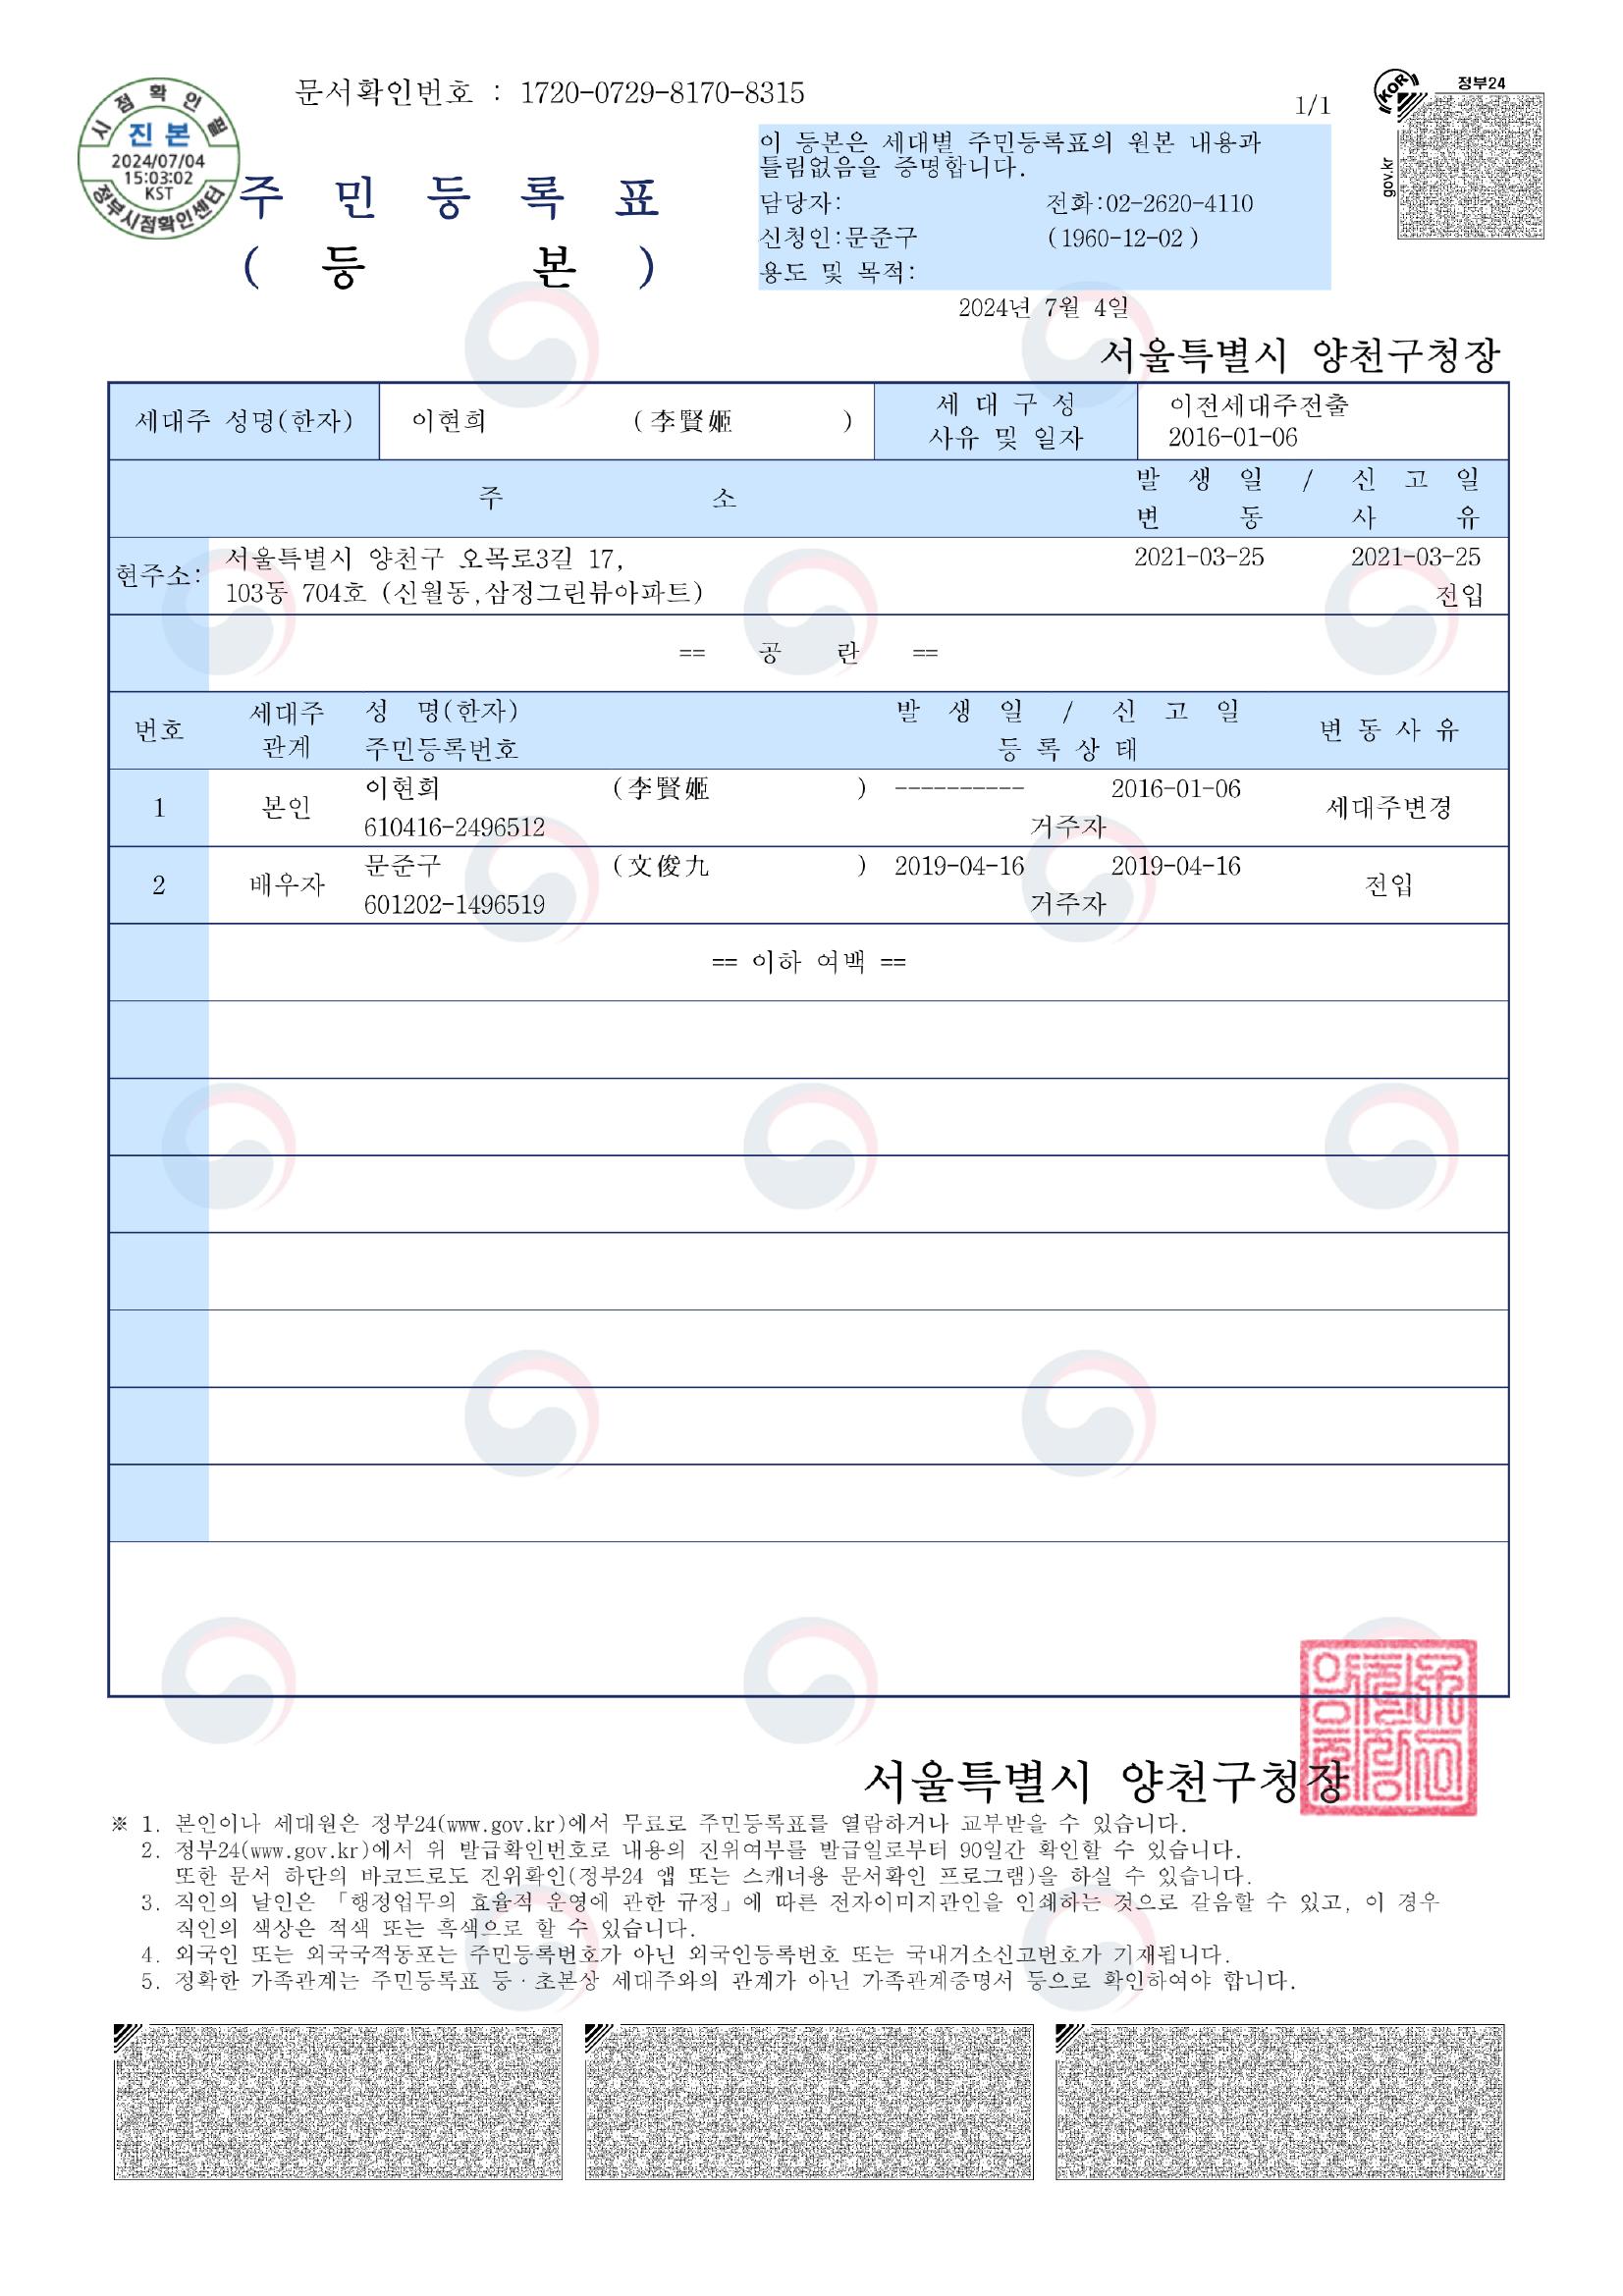 문서확인번호 : 1720-0729-8170-8315
1/1
정부24
KOR
gov.kr
시점확인필
진본
2024/07/04
15:03:02
KST
정부시점확인센터
주 민 등 록 표
( 등 본 )
이 등본은 세대별 주민등록표의 원본 내용과
틀림없음을 증명합니다.
담당자: 전화:02-2620-4110
신청인:문준구 (1960-12-02 )
용도 및 목적:
2024년 7월 4일
서울특별시 양천구청장
세대주 성명(한자) 이현희 (李賢姬 ) 세 대 구 성 이전세대주전출
사유 및 일자 2016-01-06
주 소 발 생 일 / 신 고 일
변 동 사 유
현주소: 서울특별시 양천구 오목로3길 17, 2021-03-25 2021-03-25
103동 704호 (신월동,삼정그린뷰아파트) 전입
== 공 란 ==
번호 세대주 성 명(한자) 발 생 일 / 신 고 일 변 동 사 유
관계 주민등록번호 등 록 상 태
1 본인 이현희 (李賢姬 ) ---------- 2016-01-06 세대주변경
610416-2496512 거주자
2 배우자 문준구 (文俊九 ) 2019-04-16 2019-04-16 전입
601202-1496519 거주자
== 이하 여백 ==
서울특별시 양천구청장
※ 1. 본인이나 세대원은 정부24(www.gov.kr)에서 무료로 주민등록표를 열람하거나 교부받을 수 있습니다.
2. 정부24(www.gov.kr)에서 위 발급확인번호로 내용의 진위여부를 발급일로부터 90일간 확인할 수 있습니다.
또한 문서 하단의 바코드로도 진위확인(정부24 앱 또는 스캐너용 문서확인 프로그램)을 하실 수 있습니다.
3. 직인의 날인은 「행정업무의 효율적 운영에 관한 규정」에 따른 전자이미지관인을 인쇄하는 것으로 갈음할 수 있고, 이 경우
직인의 색상은 적색 또는 흑색으로 할 수 있습니다.
4. 외국인 또는 외국국적동포는 주민등록번호가 아닌 외국인등록번호 또는 국내거소신고번호가 기재됩니다.
5. 정확한 가족관계는 주민등록표 등·초본상 세대주와의 관계가 아닌 가족관계증명서 등으로 확인하여야 합니다.